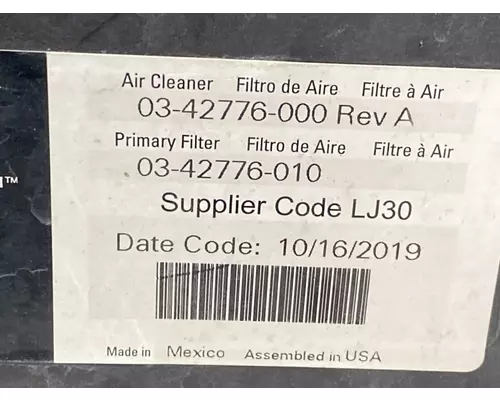 Air Cleaner Filtro de Aire Filtre à Air
03-42776-000 Rev A
Primary Filter Filtro de Aire Filtre à Air
03-42776-010
Supplier Code LJ30
Date Code: 10/16/2019
Made in Mexico Assembled in USA